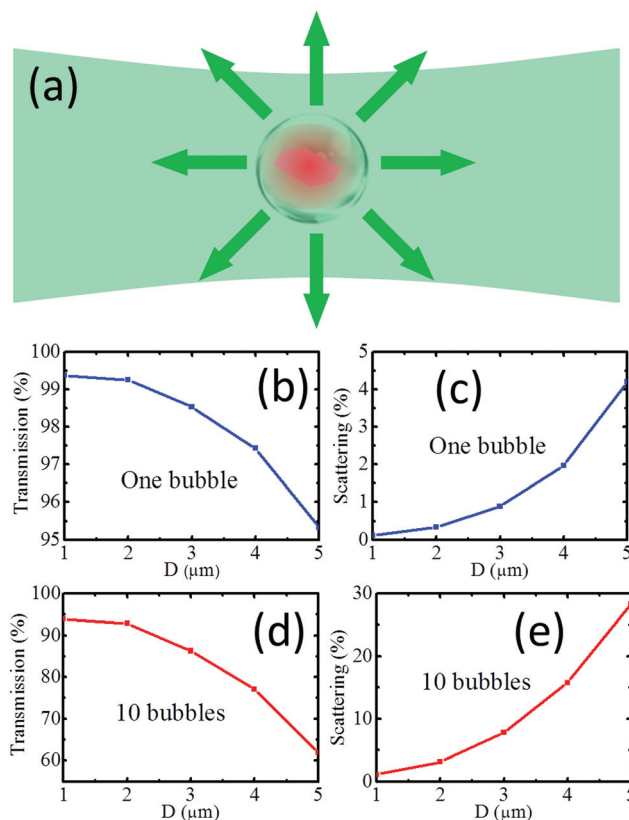 (a)
100
99
98
97
96
95
Transmission (%)
(b)
One bubble
1 2 3 4 5
D (µm)
5
4
3
2
1
0
Scattering (%)
(c)
One bubble
1 2 3 4 5
D (µm)
100
90
80
70
60
Transmission (%)
(d)
10 bubbles
1 2 3 4 5
D (µm)
30
20
10
0
Scattering (%)
(e)
10 bubbles
1 2 3 4 5
D (µm)